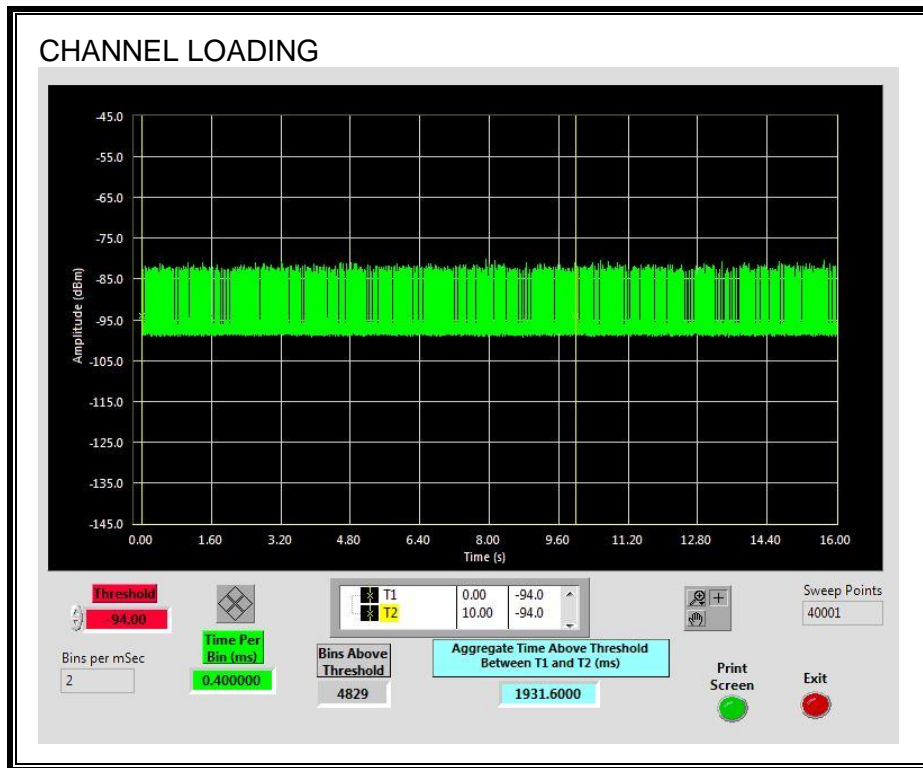 CHANNEL LOADING
-45.0
-55.0
-65.0
-75.0
-85.0
-95.0
-105.0
-115.0
-125.0
-135.0
-145.0
Amplitude (dBm)
0.00 1.60 3.20 4.80 6.40 8.00 9.60 11.20 12.80 14.40 16.00
Time (s)
Threshold
-94.00
Bins per mSec
2
Time Per
Bin (ms)
0.400000
T1 0.00 -94.0
T2 10.00 -94.0
Bins Above
Threshold
4829
Aggregate Time Above Threshold
Between T1 and T2 (ms)
1931.6000
Sweep Points
40001
Print
Screen
Exit